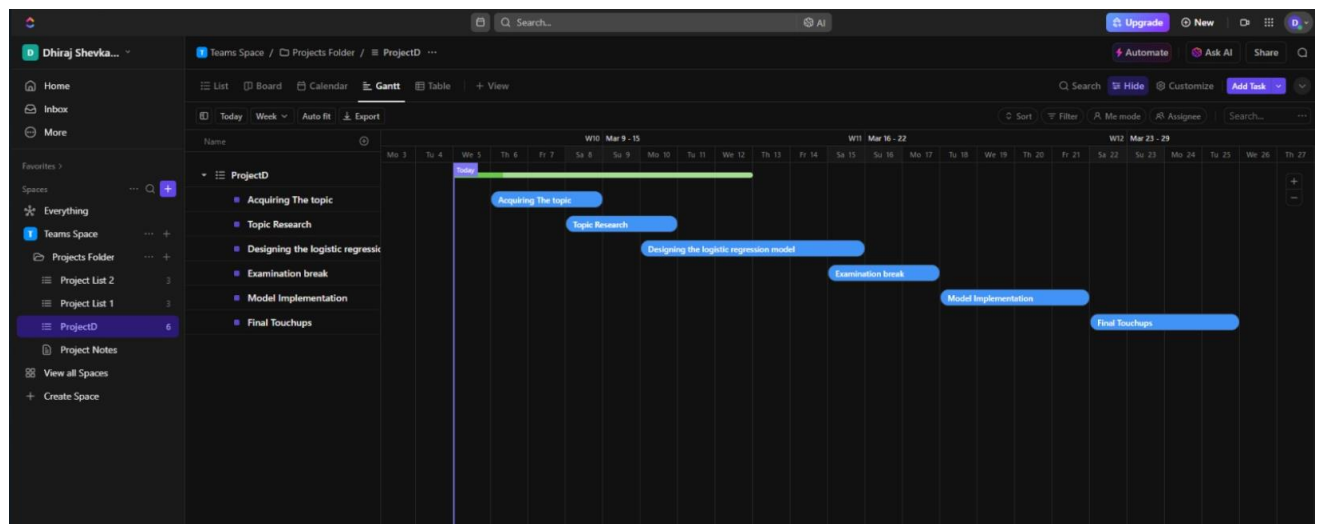 Search...
AI
Upgrade
New
D
D Dhiraj Shevka...
T Teams Space / Projects Folder / ProjectD ...
Automate
Ask AI
Share
Home
Inbox
More
Favorites >
Spaces
Everything
T Teams Space
Projects Folder
Project List 2 3
Project List 1 3
ProjectD 6
Project Notes
View all Spaces
Create Space
List Board Calendar Gantt Table + View
Search Hide Customize Add Task
Today Week Auto fit Export
Sort Filter Me mode Assignee Search... ...
Name
W10 Mar 9 - 15 W11 Mar 16 - 22 W12 Mar 23 - 29
Mo 3 Tu 4 We 5 Th 6 Fr 7 Sa 8 Su 9 Mo 10 Tu 11 We 12 Th 13 Fr 14 Sa 15 Su 16 Mo 17 Tu 18 We 19 Th 20 Fr 21 Sa 22 Su 23 Mo 24 Tu 25 We 26 Th 27
Today
ProjectD
Acquiring The topic Acquiring The topic
Topic Research Topic Research
Designing the logistic regressic Designing the logistic regression model
Examination break Examination break
Model Implementation Model Implementation
Final Touchups Final Touchups